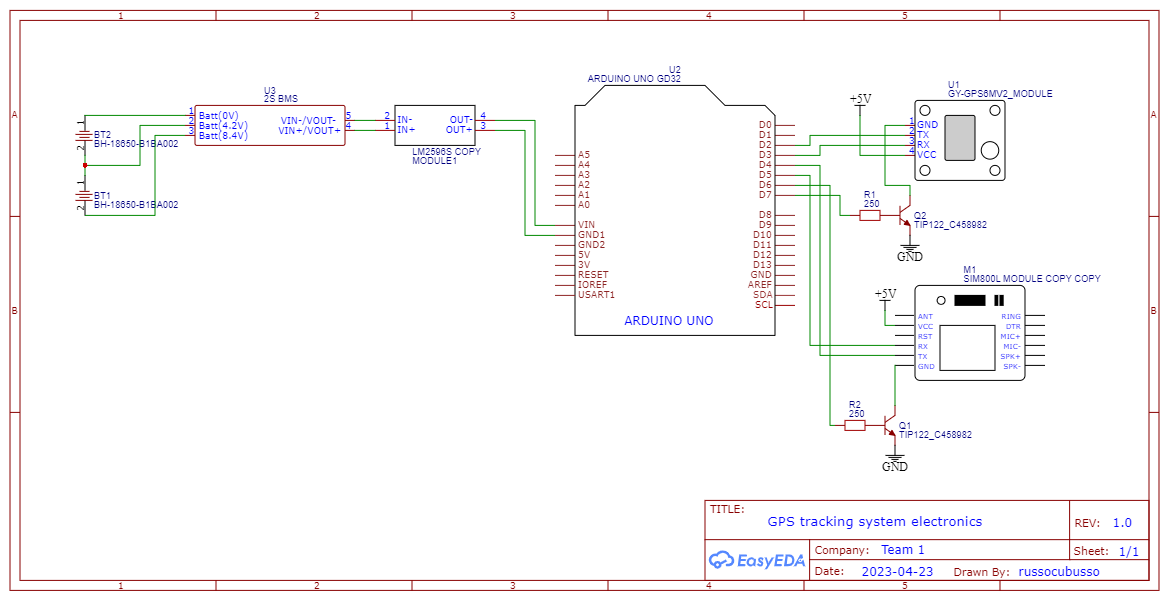 1 2 3 4 5
A A
B B
U3
2S BMS
1 Batt(0V)
2 Batt(4.2V)
3 Batt(8.4V)
VIN-/VOUT- 5
VIN+/VOUT+ 4
1
BT2
BH-18650-B1BA002
2
1
BT1
BH-18650-B1BA002
2
2 IN-
1 IN+
OUT- 4
OUT+ 3
LM2596S COPY
MODULE1
U2
ARDUINO UNO GD32
A5
A4
A3
A2
A1
A0
VIN
GND1
GND2
5V
3V
RESET
IOREF
USART1
D0
D1
D2
D3
D4
D5
D6
D7
D8
D9
D10
D11
D12
D13
GND
AREF
SDA
SCL
ARDUINO UNO
+5V
U1
GY-GPS6MV2_MODULE
1 GND
2 TX
3 RX
4 VCC
R1
250
Q2
TIP122_C458982
GND
+5V
M1
SIM800L MODULE COPY COPY
ANT
VCC
RST
RX
TX
GND
RING
DTR
MIC+
MIC-
SPK+
SPK-
R2
250
Q1
TIP122_C458982
GND
TITLE:
GPS tracking system electronics
REV: 1.0
EasyEDA
Company: Team 1
Sheet: 1/1
Date: 2023-04-23 Drawn By: russocubusso
1 2 3 4 5